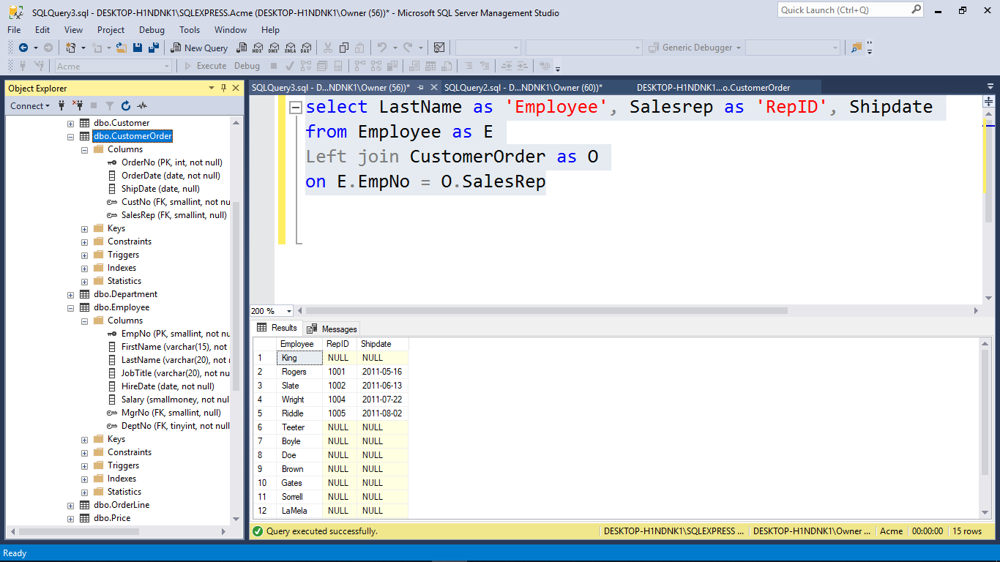 SQLQuery3.sql - DESKTOP-H1NDNK1\SQLEXPRESS.Acme (DESKTOP-H1NDNK1\Owner (56))* - Microsoft SQL Server Management Studio
Quick Launch (Ctrl+Q)
File Edit View Project Debug Tools Window Help
New Query MDX DMX XMLA DAX Generic Debugger
Acme Execute Debug
Object Explorer
Connect
dbo.Customer
dbo.CustomerOrder
Columns
OrderNo (PK, int, not null)
OrderDate (date, not null)
ShipDate (date, null)
CustNo (FK, smallint, not nu
SalesRep (FK, smallint, null)
Keys
Constraints
Triggers
Indexes
Statistics
dbo.Department
dbo.Employee
Columns
EmpNo (PK, smallint, not nu
FirstName (varchar(15), not
LastName (varchar(20), not
JobTitle (varchar(20), not nu
HireDate (date, not null)
Salary (smallmoney, not nul
MgrNo (FK, smallint, null)
DeptNo (FK, tinyint, not null
Keys
Constraints
Triggers
Indexes
Statistics
dbo.OrderLine
dbo.Price
SQLQuery3.sql - D...NDNK1\Owner (56))* SQLQuery2.sql - D...NDNK1\Owner (60))* DESKTOP-H1NDNK1...o.CustomerOrder
select LastName as 'Employee', Salesrep as 'RepID', Shipdate
from Employee as E
Left join CustomerOrder as O
on E.EmpNo = O.SalesRep
200 %
Results Messages
Employee RepID Shipdate
1 King NULL NULL
2 Rogers 1001 2011-05-16
3 Slate 1002 2011-06-13
4 Wright 1004 2011-07-22
5 Riddle 1005 2011-08-02
6 Teeter NULL NULL
7 Boyle NULL NULL
8 Doe NULL NULL
9 Brown NULL NULL
10 Gates NULL NULL
11 Sorrell NULL NULL
12 LaMela NULL NULL
Query executed successfully. DESKTOP-H1NDNK1\SQLEXPRESS ... DESKTOP-H1NDNK1\Owner ... Acme 00:00:00 15 rows
Ready